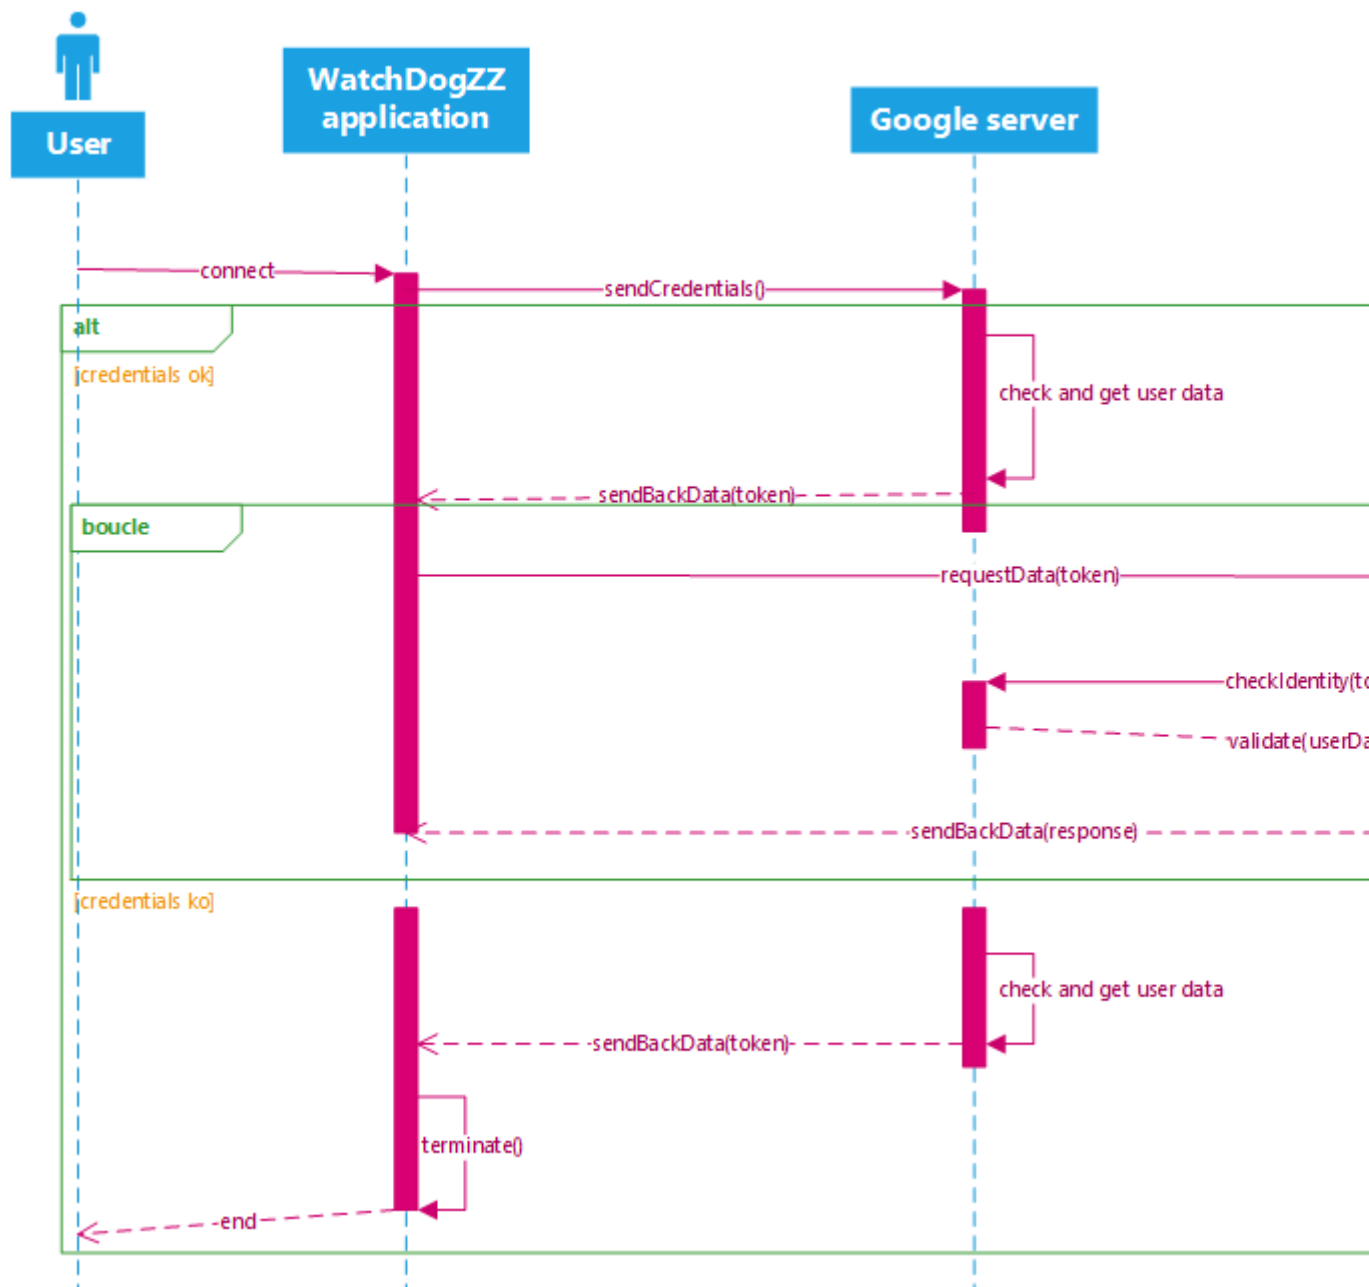 User
WatchDogZZ
application
Google server
connect
sendCredentials()
alt
[credentials ok]
check and get user data
sendBackData(token)
boucle
requestData(token)
checkIdentity(to
validate(userDa
sendBackData(response)
[credentials ko]
check and get user data
sendBackData(token)
terminate()
end